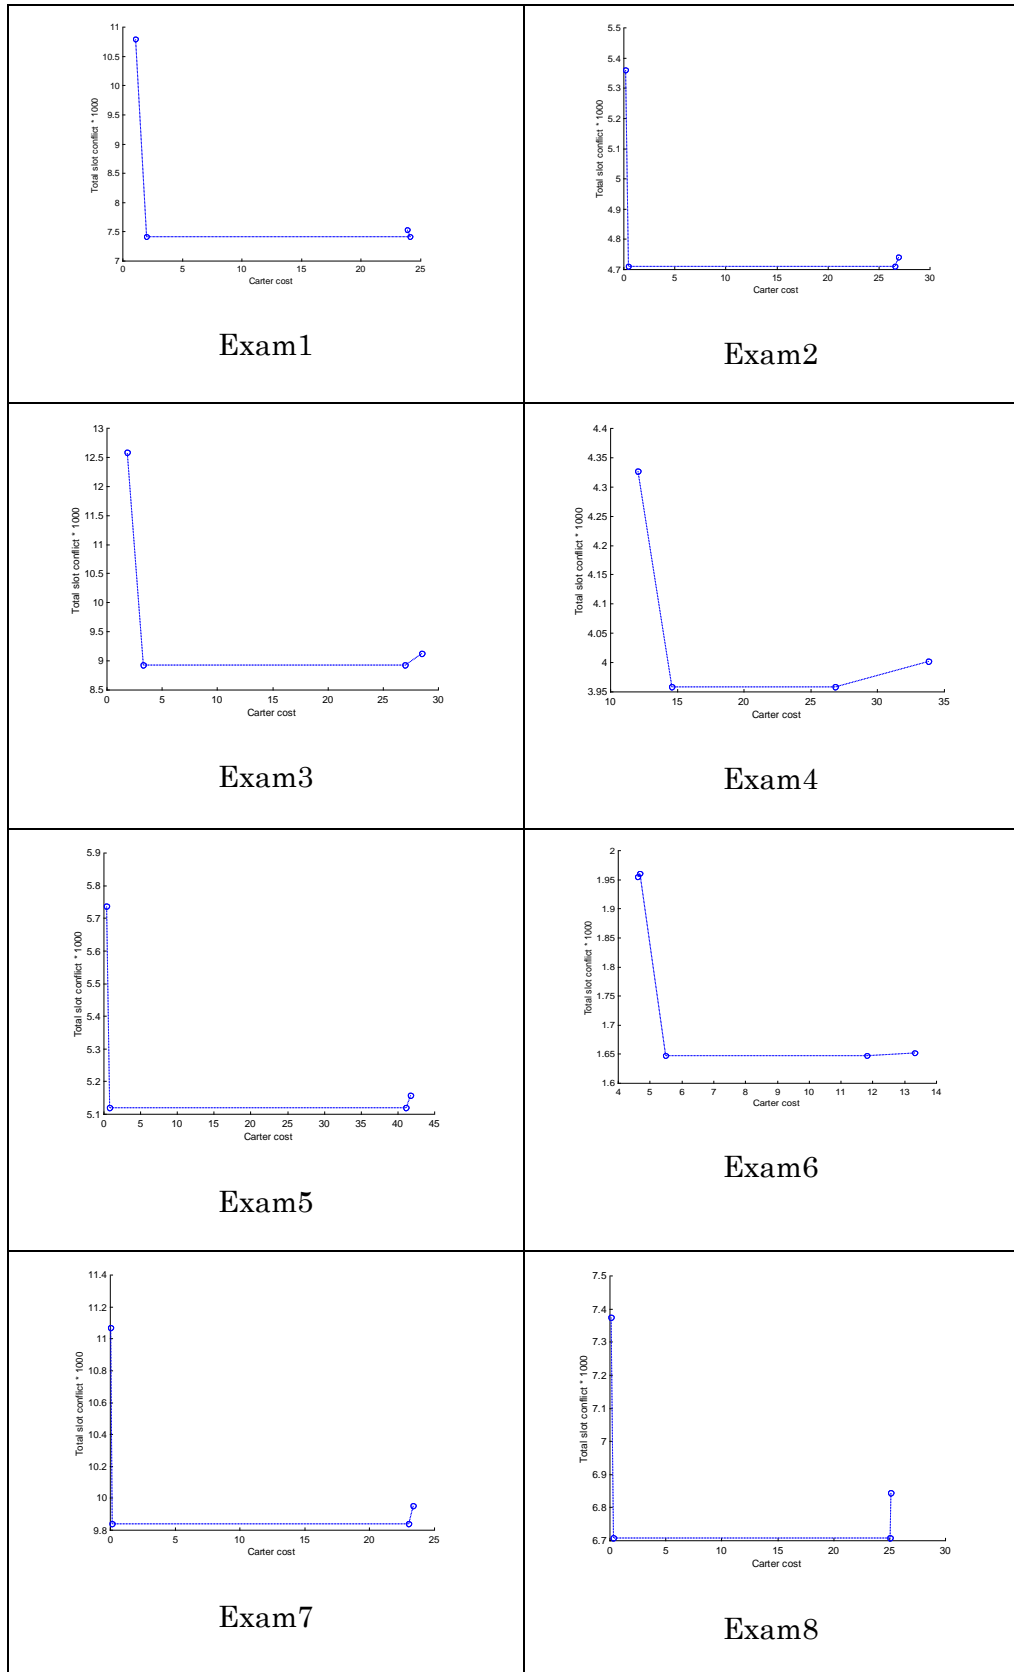 11
10.5
10
9.5
9
8.5
8
7.5
7
Total slot conflict * 1000
0 5 10 15 20 25
Carter cost
Exam1
5.5
5.4
5.3
5.2
5.1
5
4.9
4.8
4.7
Total slot conflict * 1000
0 5 10 15 20 25 30
Carter cost
Exam2
13
12.5
12
11.5
11
10.5
10
9.5
9
8.5
Total slot conflict * 1000
0 5 10 15 20 25 30
Carter cost
Exam3
4.4
4.35
4.3
4.25
4.2
4.15
4.1
4.05
4
3.95
Total slot conflict * 1000
10 15 20 25 30 35
Carter cost
Exam4
5.9
5.8
5.7
5.6
5.5
5.4
5.3
5.2
5.1
Total slot conflict * 1000
0 5 10 15 20 25 30 35 40 45
Carter cost
Exam5
2
1.95
1.9
1.85
1.8
1.75
1.7
1.65
1.6
Total slot conflict * 1000
4 5 6 7 8 9 10 11 12 13 14
Carter cost
Exam6
11.4
11.2
11
10.8
10.6
10.4
10.2
10
9.8
Total slot conflict * 1000
0 5 10 15 20 25
Carter cost
Exam7
7.5
7.4
7.3
7.2
7.1
7
6.9
6.8
6.7
Total slot conflict * 1000
0 5 10 15 20 25 30
Carter cost
Exam8